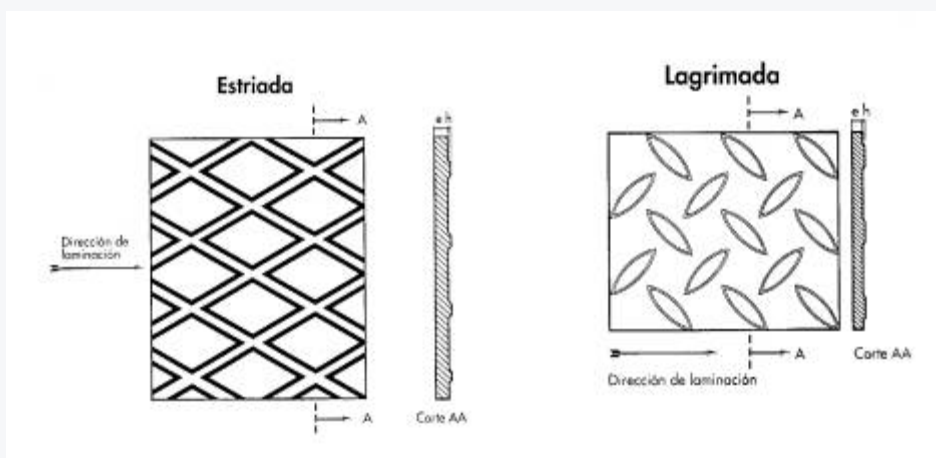 Estriada
A
e h
Dirección de
laminación
A
Corte AA
Lagrimada
A
e h
A
Corte AA
Dirección de laminación